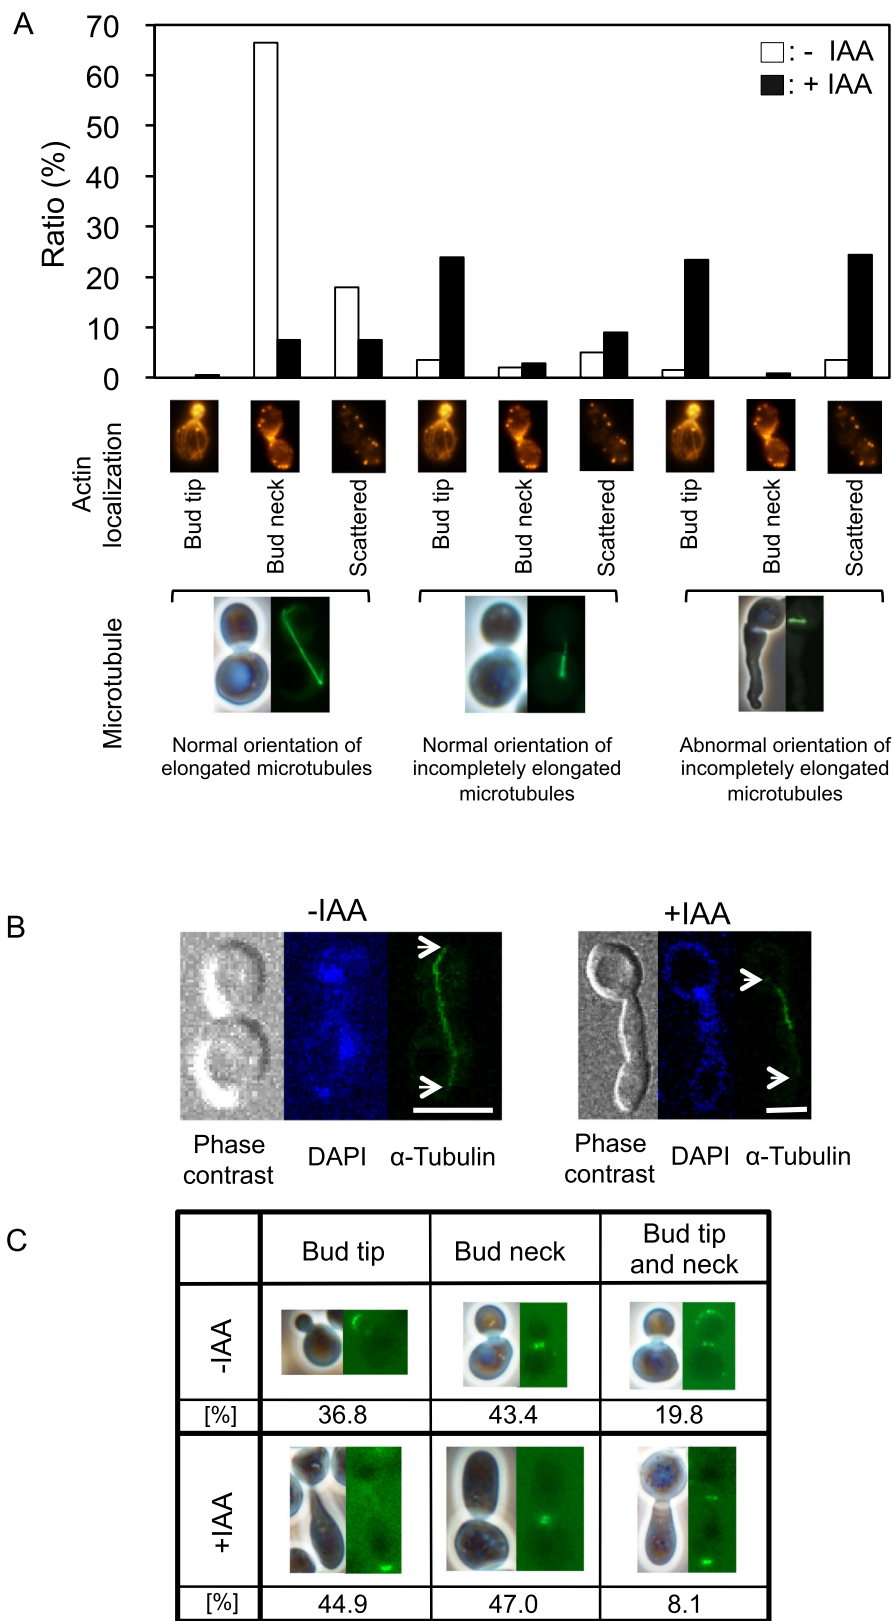 A
70
60
50
40
30
20
10
0
Ratio (%)
: - IAA
: + IAA
Actin
localization
Bud tip
Bud neck
Scattered
Bud tip
Bud neck
Scattered
Bud tip
Bud neck
Scattered
Microtubule
Normal orientation of
elongated microtubules
Normal orientation of
incompletely elongated
microtubules
Abnormal orientation of
incompletely elongated
microtubules
B
-IAA
+IAA
Phase
contrast
DAPI
α-Tubulin
Phase
contrast
DAPI
α-Tubulin
C
Bud tip
Bud neck
Bud tip
and neck
-IAA
[%]
36.8
43.4
19.8
+IAA
[%]
44.9
47.0
8.1